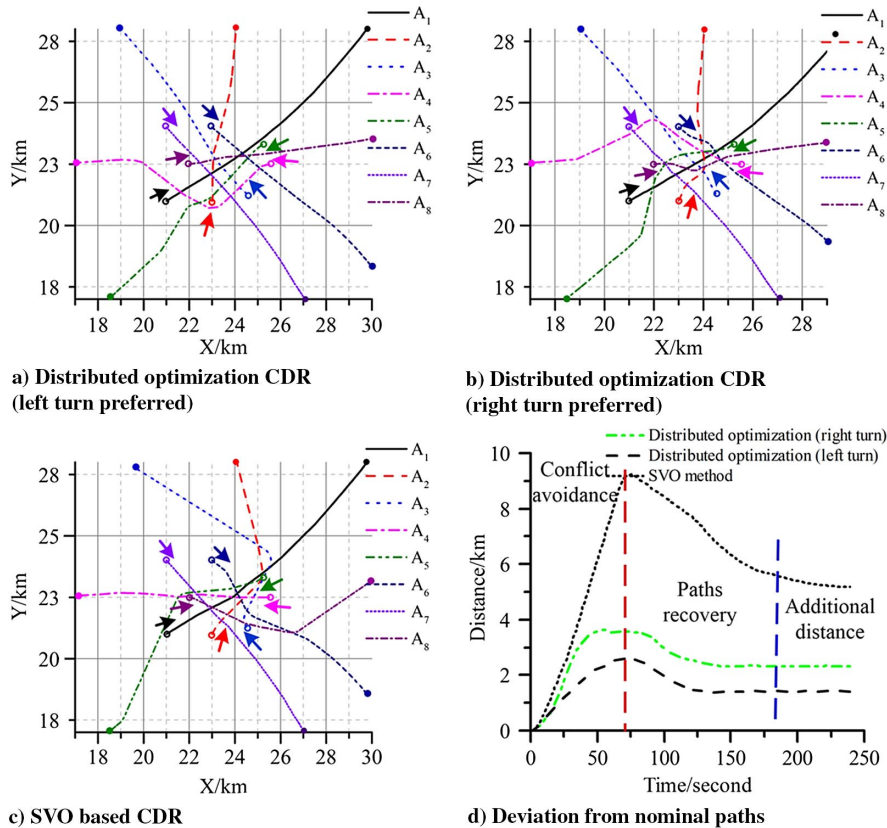 28
25
23
20
18
Y/km
18 20 22 24 26 28 30
X/km
A1
A2
A3
A4
A5
A6
A7
A8
a) Distributed optimization CDR
(left turn preferred)
28
25
23
20
18
Y/km
18 20 22 24 26 28
X/km
A1
A2
A3
A4
A5
A6
A7
A8
b) Distributed optimization CDR
(right turn preferred)
28
25
23
20
18
Y/km
18 20 22 24 26 28 30
X/km
A1
A2
A3
A4
A5
A6
A7
A8
c) SVO based CDR
Distributed optimization (right turn)
Distributed optimization (left turn)
SVO method
10
8
6
4
2
0
Distance/km
Conflict
avoidance
Paths
recovery
Additional
distance
0 50 100 150 200 250
Time/second
d) Deviation from nominal paths